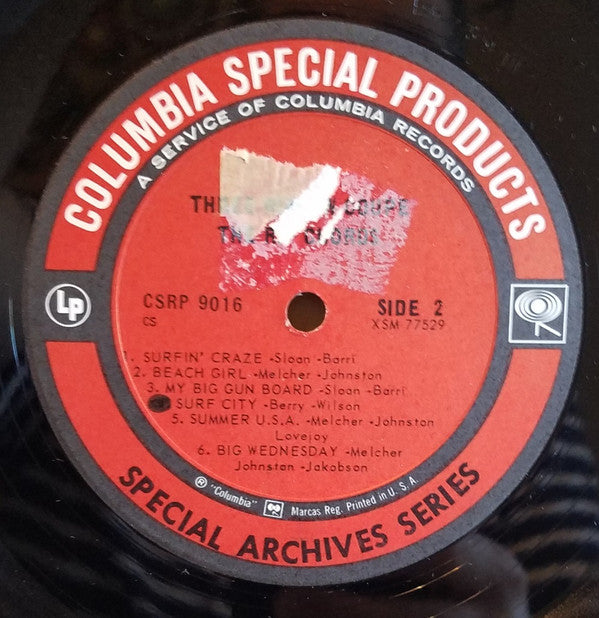 COLUMBIA SPECIAL PRODUCTS
A SERVICE OF COLUMBIA RECORDS
THE
LP
CSRP 9016
CS
SIDE 2
XSM 77529
1. SURFIN' CRAZE -Sloan -Barri
2. BEACH GIRL -Melcher -Johnston
3. MY BIG GUN BOARD -Sloan -Barri
SURF CITY -Berry -Wilson
5. SUMMER U.S.A. -Melcher -Johnston
Lovejoy
6. BIG WEDNESDAY -Melcher
Johnstan -Jakobson
® "Columbia" Marcas Reg. Printed in U.S.A.
SPECIAL ARCHIVES SERIES